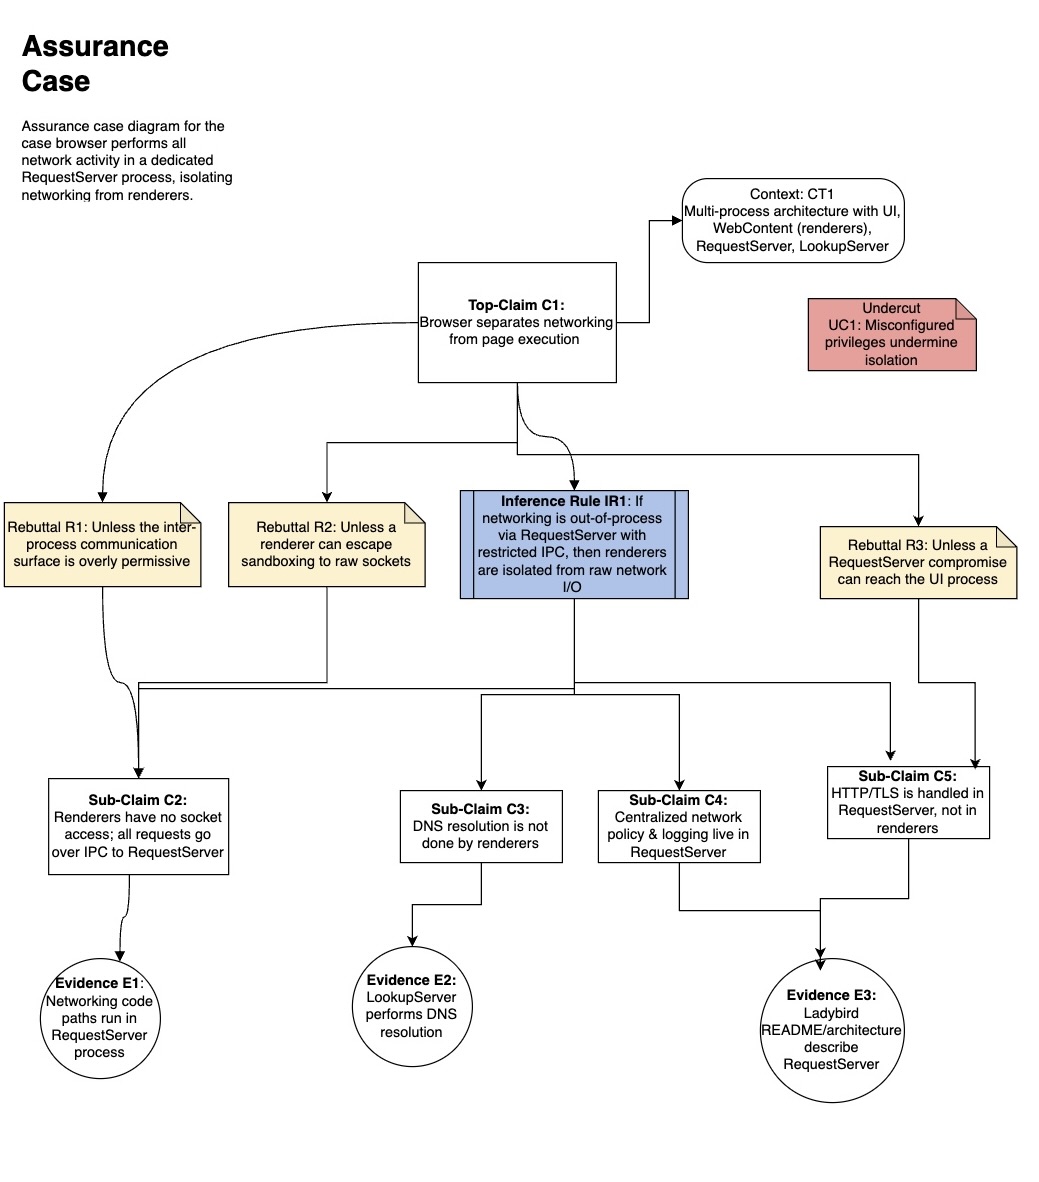 Assurance
Case
Assurance case diagram for the
case browser performs all
network activity in a dedicated
RequestServer process, isolating
networking from renderers.
Context: CT1
Multi-process architecture with UI,
WebContent (renderers),
RequestServer, LookupServer
Top-Claim C1:
Browser separates networking
from page execution
Undercut
UC1: Misconfigured
privileges undermine
isolation
Rebuttal R1: Unless the inter-
process communication
surface is overly permissive
Rebuttal R2: Unless a
renderer can escape
sandboxing to raw sockets
Inference Rule IR1: If
networking is out-of-process
via RequestServer with
restricted IPC, then renderers
are isolated from raw network
I/O
Rebuttal R3: Unless a
RequestServer compromise
can reach the UI process
Sub-Claim C2:
Renderers have no socket
access; all requests go
over IPC to RequestServer
Sub-Claim C3:
DNS resolution is not
done by renderers
Sub-Claim C4:
Centralized network
policy & logging live in
RequestServer
Sub-Claim C5:
HTTP/TLS is handled in
RequestServer, not in
renderers
Evidence E1:
Networking code
paths run in
RequestServer
process
Evidence E2:
LookupServer
performs DNS
resolution
Evidence E3:
Ladybird
README/architecture
describe
RequestServer